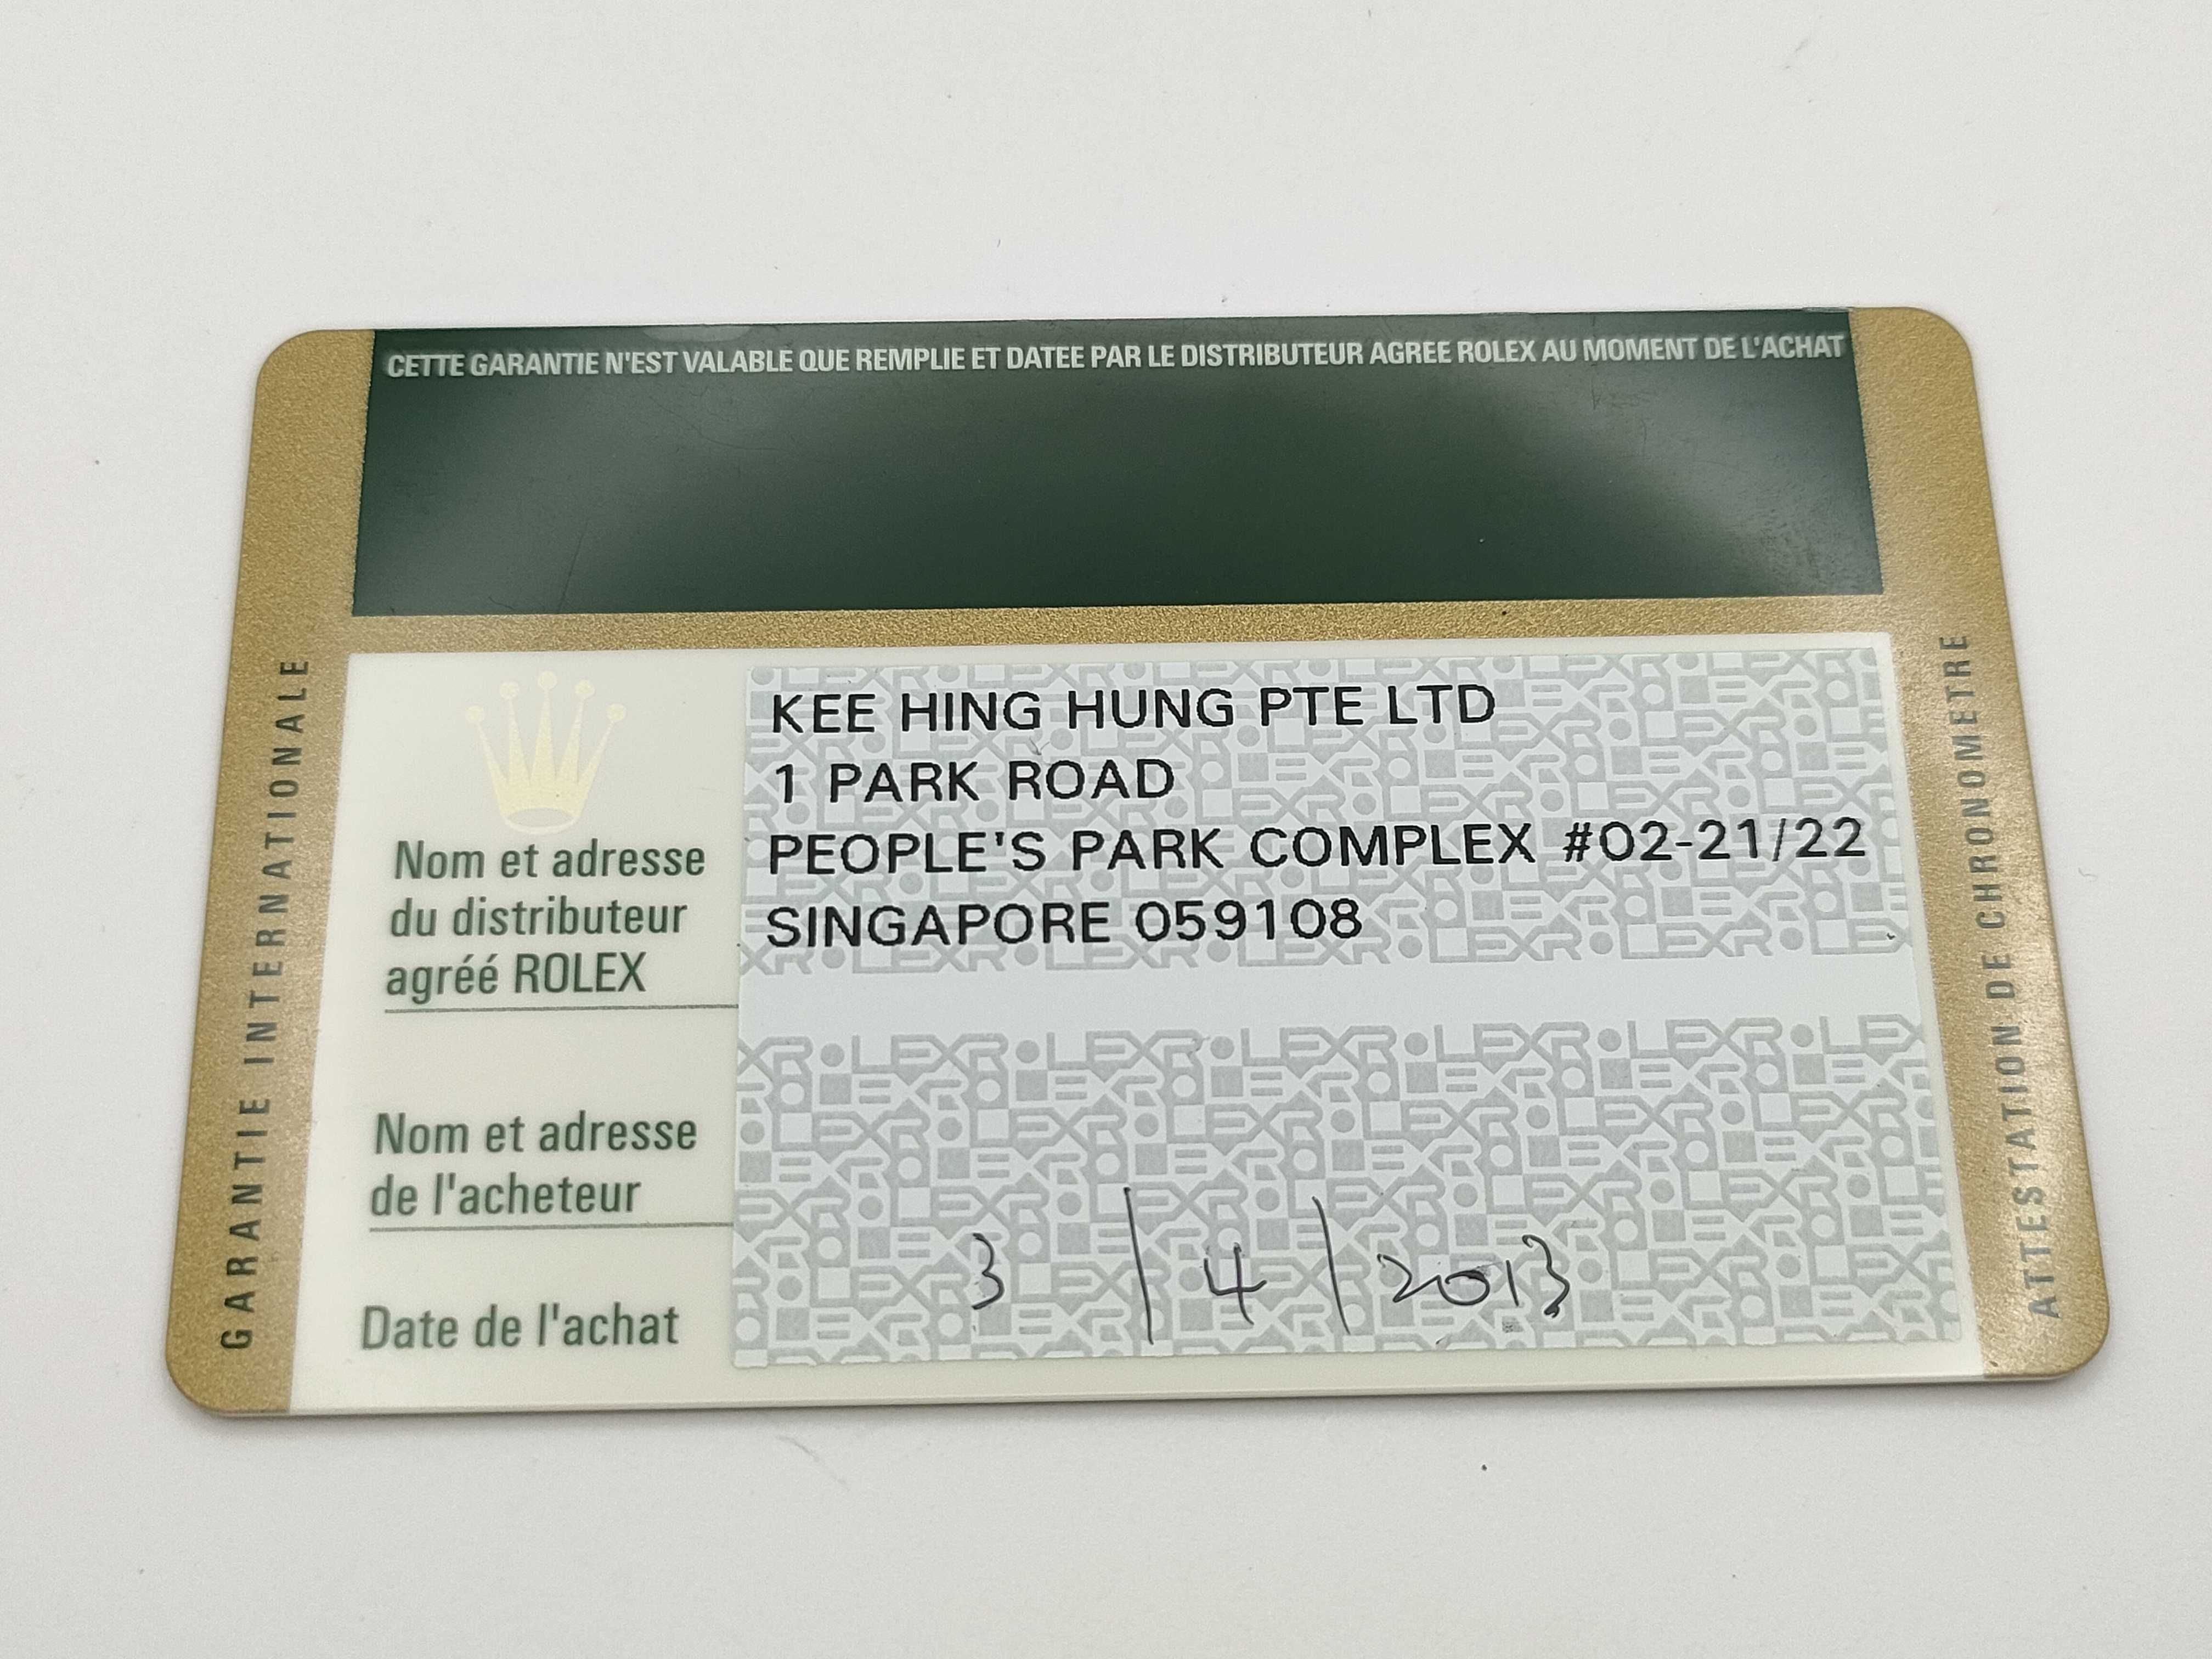 CETTE GARANTIE N'EST VALABLE QUE REMPLIE ET DATEE PAR LE DISTRIBUTEUR AGREE ROLEX AU MOMENT DE L'ACHAT
GARANTIE INTERNATIONALE
Nom et adresse
du distributeur
agréé ROLEX
KEE HING HUNG PTE LTD
1 PARK ROAD
PEOPLE'S PARK COMPLEX #02-21/22
SINGAPORE 059108
Nom et adresse
de l'acheteur
Date de l'achat
3 / 4 / 2013
ATTESTATION DE CHRONOMETRE